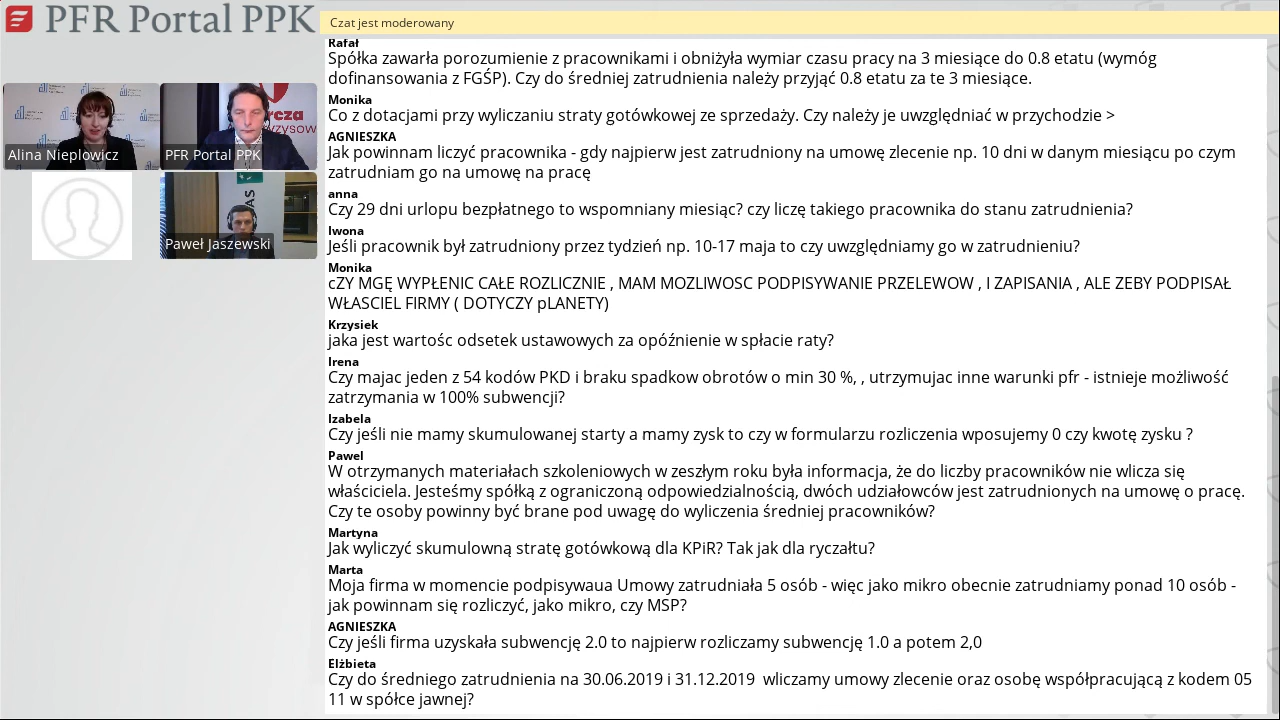 PFR Portal PPK
Czat jest moderowany
Rafał
Spółka zawarła porozumienie z pracownikami i obniżyła wymiar czasu pracy na 3 miesiące do 0.8 etatu (wymóg
dofinansowania z FGŚP). Czy do średniej zatrudnienia należy przyjąć 0.8 etatu za te 3 miesiące.
Monika
Co z dotacjami przy wyliczaniu straty gotówkowej ze sprzedaży. Czy należy je uwzględniać w przychodzie >
AGNIESZKA
Jak powinnam liczyć pracownika - gdy najpierw jest zatrudniony na umowę zlecenie np. 10 dni w danym miesiącu po czym
zatrudniam go na umowę na pracę
anna
Czy 29 dni urlopu bezpłatnego to wspomniany miesiąc? czy liczę takiego pracownika do stanu zatrudnienia?
Iwona
Jeśli pracownik był zatrudniony przez tydzień np. 10-17 maja to czy uwzględniamy go w zatrudnieniu?
Monika
cZY MGĘ WYPŁENIC CAŁE ROZLICZNIE , MAM MOZLIWOSC PODPISYWANIE PRZELEWOW , I ZAPISANIA , ALE ZEBY PODPISAŁ
WŁASCIEL FIRMY ( DOTYCZY pLANETY)
Krzysiek
jaka jest wartośc odsetek ustawowych za opóźnienie w spłacie raty?
Irena
Czy majac jeden z 54 kodów PKD i braku spadkow obrotów o min 30 %, , utrzymujac inne warunki pfr - istnieje możliwość
zatrzymania w 100% subwencji?
Izabela
Czy jeśli nie mamy skumulowanej starty a mamy zysk to czy w formularzu rozliczenia wposujemy 0 czy kwotę zysku ?
Pawel
W otrzymanych materiałach szkoleniowych w zeszłym roku była informacja, że do liczby pracowników nie wlicza się
właściciela. Jesteśmy spółką z ograniczoną odpowiedzialnością, dwóch udziałowców jest zatrudnionych na umowę o pracę.
Czy te osoby powinny być brane pod uwagę do wyliczenia średniej pracowników?
Martyna
Jak wyliczyć skumulowną stratę gotówkową dla KPiR? Tak jak dla ryczałtu?
Marta
Moja firma w momencie podpisywaua Umowy zatrudniała 5 osób - więc jako mikro obecnie zatrudniamy ponad 10 osób -
jak powinnam się rozliczyć, jako mikro, czy MSP?
AGNIESZKA
Czy jeśli firma uzyskała subwencję 2.0 to najpierw rozliczamy subwencję 1.0 a potem 2,0
Elżbieta
Czy do średniego zatrudnienia na 30.06.2019 i 31.12.2019 wliczamy umowy zlecenie oraz osobę współpracującą z kodem 05
11 w spółce jawnej?
Alina Nieplowicz
PFR Portal PPK
Paweł Jaszewski